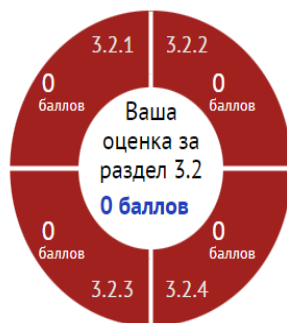 3.2.1
3.2.2
0
баллов
0
баллов
Ваша
оценка за
раздел 3.2
0 баллов
0
баллов
0
баллов
3.2.3
3.2.4